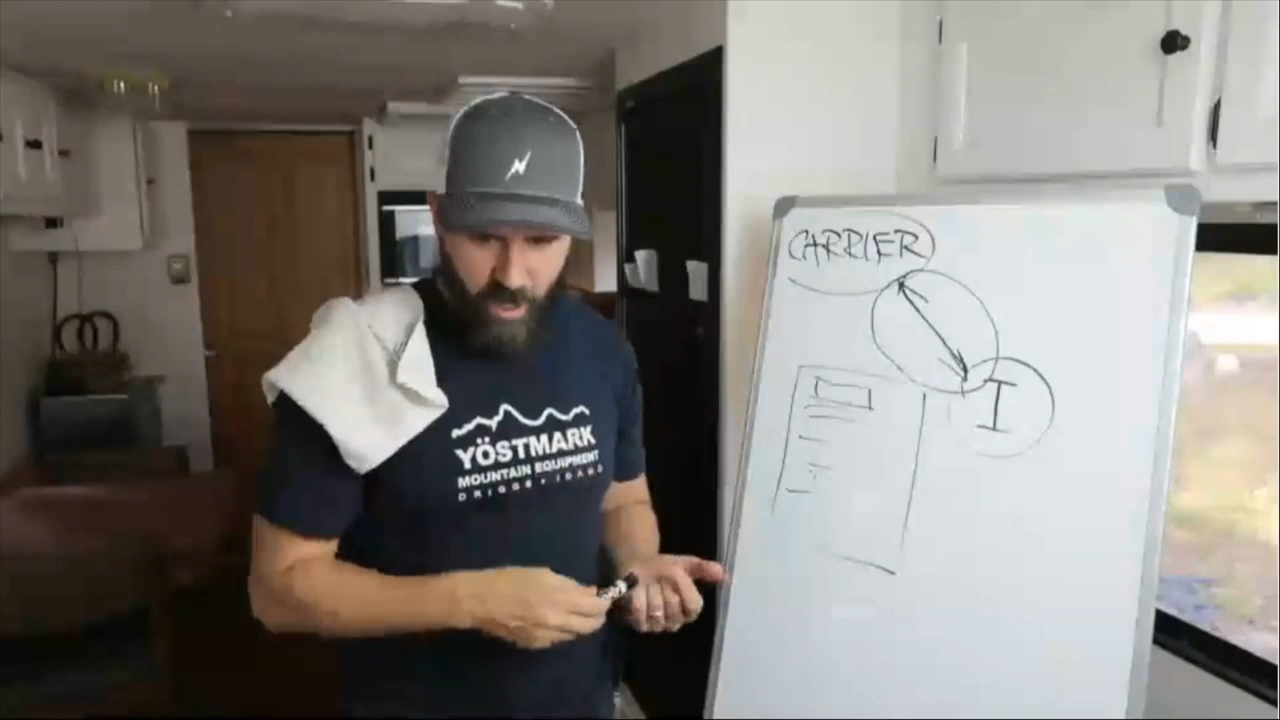 CARRIER
I
YÖSTMARK
MOUNTAIN EQUIPMENT
DRIGGS • IDAHO